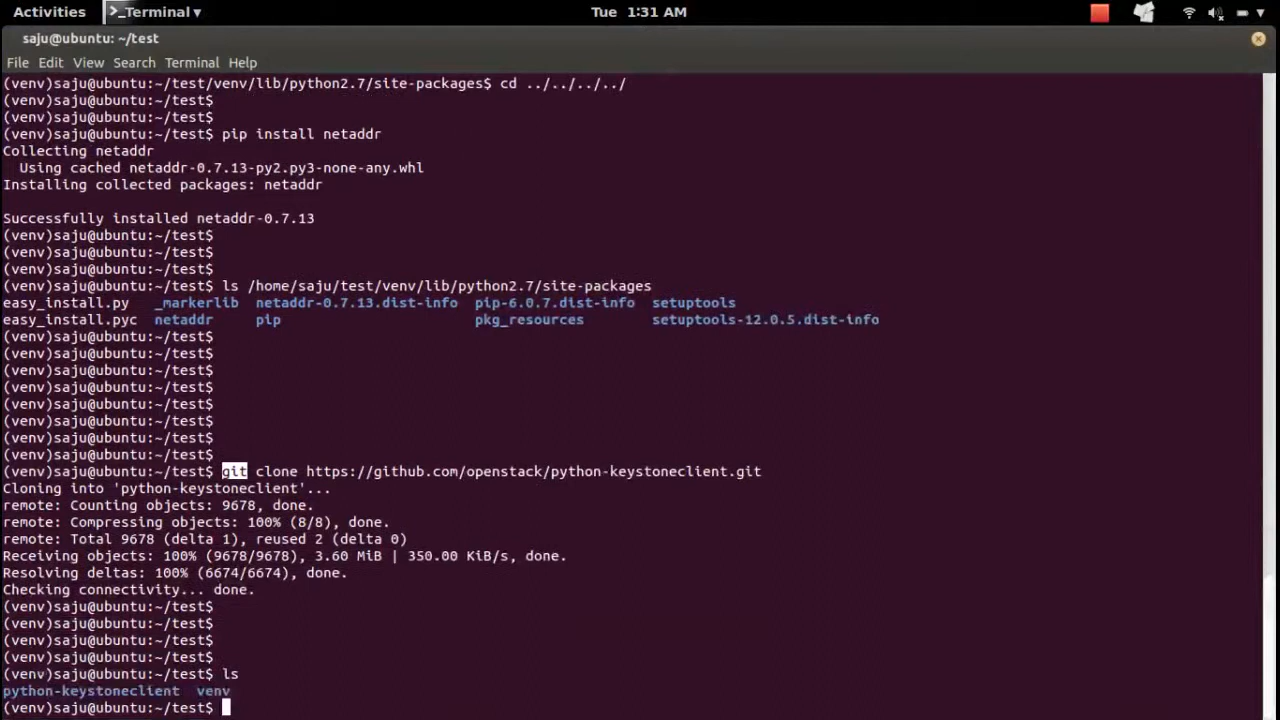 Activities Terminal Tue 1:31 AM
saju@ubuntu: ~/test
File Edit View Search Terminal Help
(venv)saju@ubuntu:~/test/venv/lib/python2.7/site-packages$ cd ../../../../
(venv)saju@ubuntu:~/test$
(venv)saju@ubuntu:~/test$
(venv)saju@ubuntu:~/test$ pip install netaddr
Collecting netaddr
  Using cached netaddr-0.7.13-py2.py3-none-any.whl
Installing collected packages: netaddr
Successfully installed netaddr-0.7.13
(venv)saju@ubuntu:~/test$
(venv)saju@ubuntu:~/test$
(venv)saju@ubuntu:~/test$
(venv)saju@ubuntu:~/test$ ls /home/saju/test/venv/lib/python2.7/site-packages
easy_install.py   _markerlib  netaddr-0.7.13.dist-info  pip-6.0.7.dist-info  setuptools
easy_install.pyc  netaddr     pip                       pkg_resources        setuptools-12.0.5.dist-info
(venv)saju@ubuntu:~/test$
(venv)saju@ubuntu:~/test$
(venv)saju@ubuntu:~/test$
(venv)saju@ubuntu:~/test$
(venv)saju@ubuntu:~/test$
(venv)saju@ubuntu:~/test$
(venv)saju@ubuntu:~/test$
(venv)saju@ubuntu:~/test$
(venv)saju@ubuntu:~/test$ git clone https://github.com/openstack/python-keystoneclient.git
Cloning into 'python-keystoneclient'...
remote: Counting objects: 9678, done.
remote: Compressing objects: 100% (8/8), done.
remote: Total 9678 (delta 1), reused 2 (delta 0)
Receiving objects: 100% (9678/9678), 3.60 MiB | 350.00 KiB/s, done.
Resolving deltas: 100% (6674/6674), done.
Checking connectivity... done.
(venv)saju@ubuntu:~/test$
(venv)saju@ubuntu:~/test$
(venv)saju@ubuntu:~/test$
(venv)saju@ubuntu:~/test$
(venv)saju@ubuntu:~/test$ ls
python-keystoneclient  venv
(venv)saju@ubuntu:~/test$